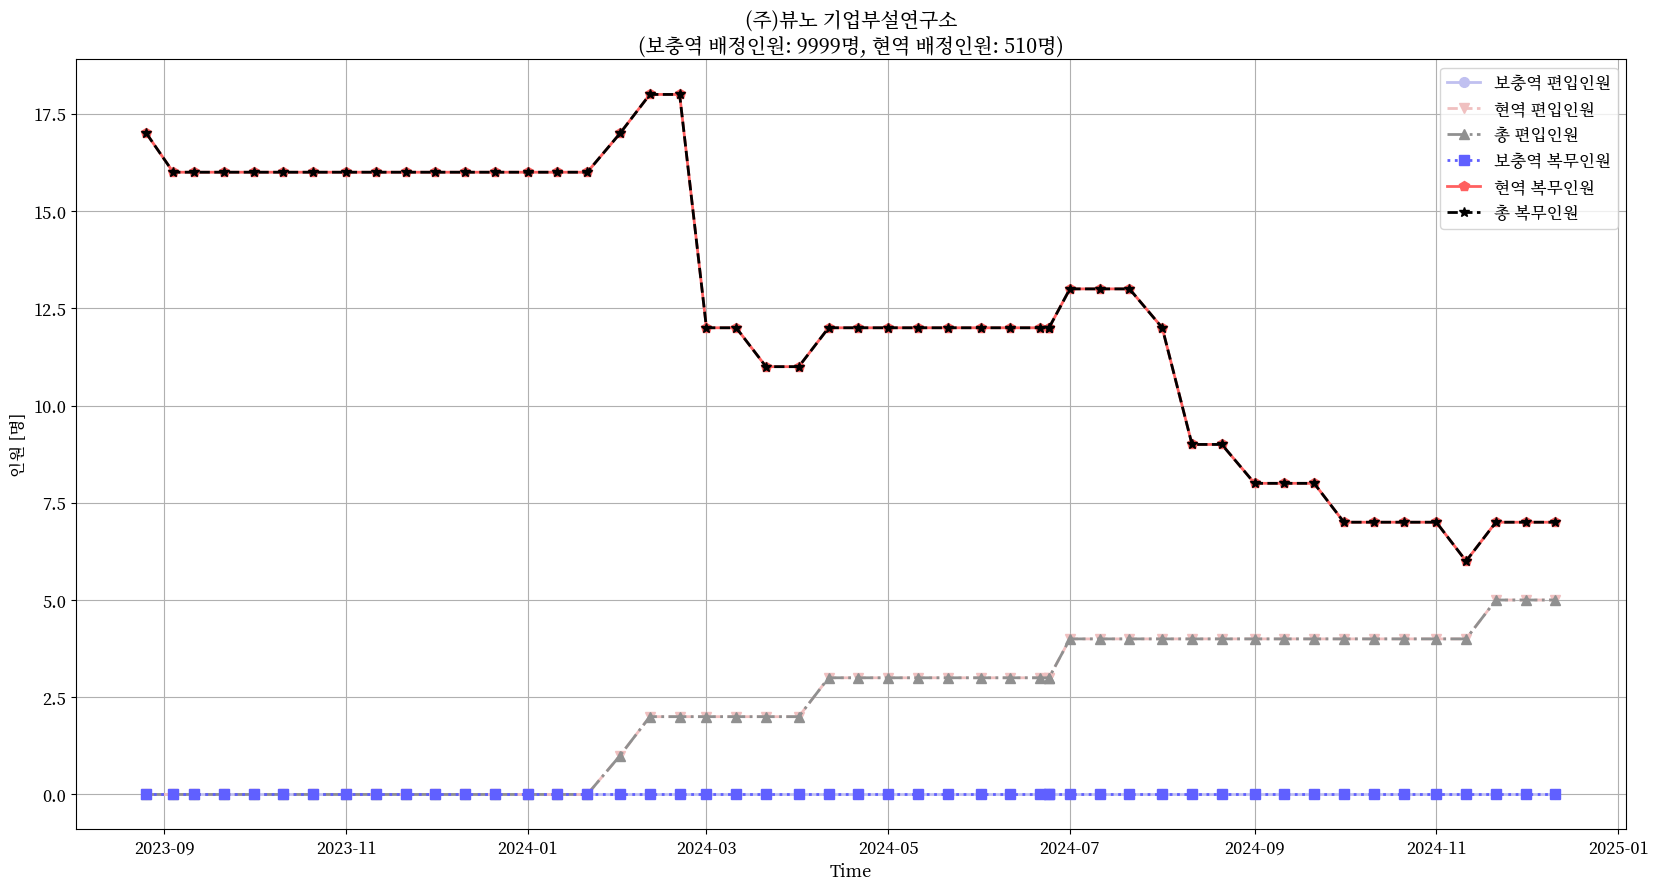 (주)뷰노 기업부설연구소
(보충역 배정인원: 9999명, 현역 배정인원: 510명)
보충역 편입인원
현역 편입인원
총 편입인원
보충역 복무인원
현역 복무인원
총 복무인원
17.5
15.0
12.5
10.0
7.5
5.0
2.5
0.0
인원 [명]
2023-09
2023-11
2024-01
2024-03
2024-05
2024-07
2024-09
2024-11
2025-01
Time